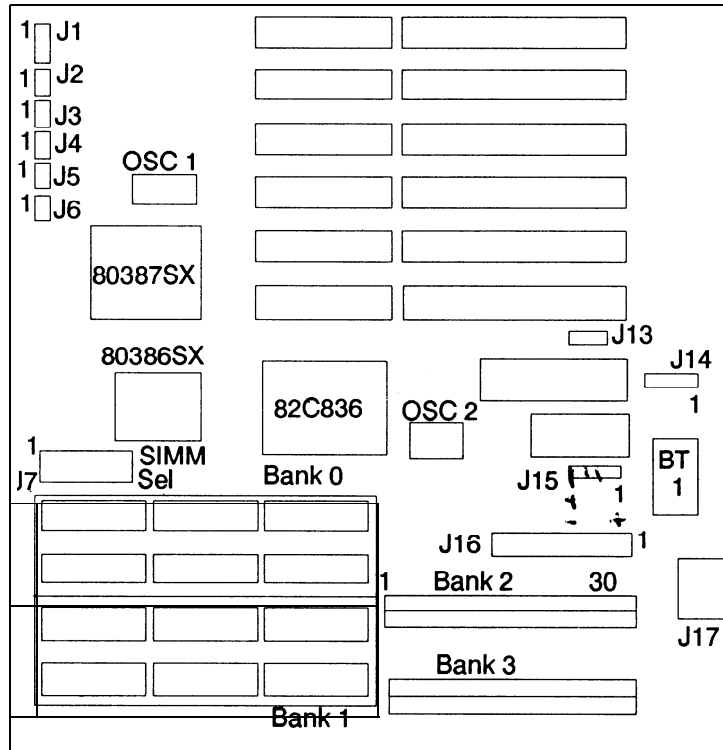 1 J1
1 J2
1 J3
1 J4
1 J5
1 J6
OSC 1
80387SX
80386SX
82C836
OSC 2
J13
J14
1
1
J7
SIMM
Sel
Bank 0
J15
1
BT
1
J16
1
1
Bank 2
30
J17
Bank 3
Bank 1